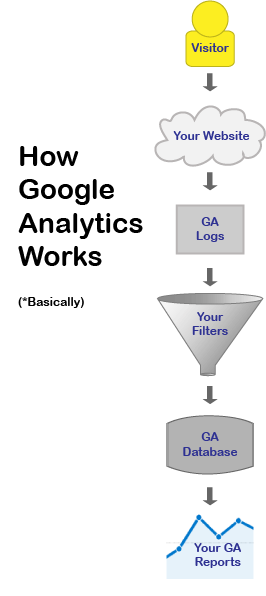 How
Google
Analytics
Works
(*Basically)
Visitor
Your Website
GA
Logs
Your
Filters
GA
Database
Your GA
Reports